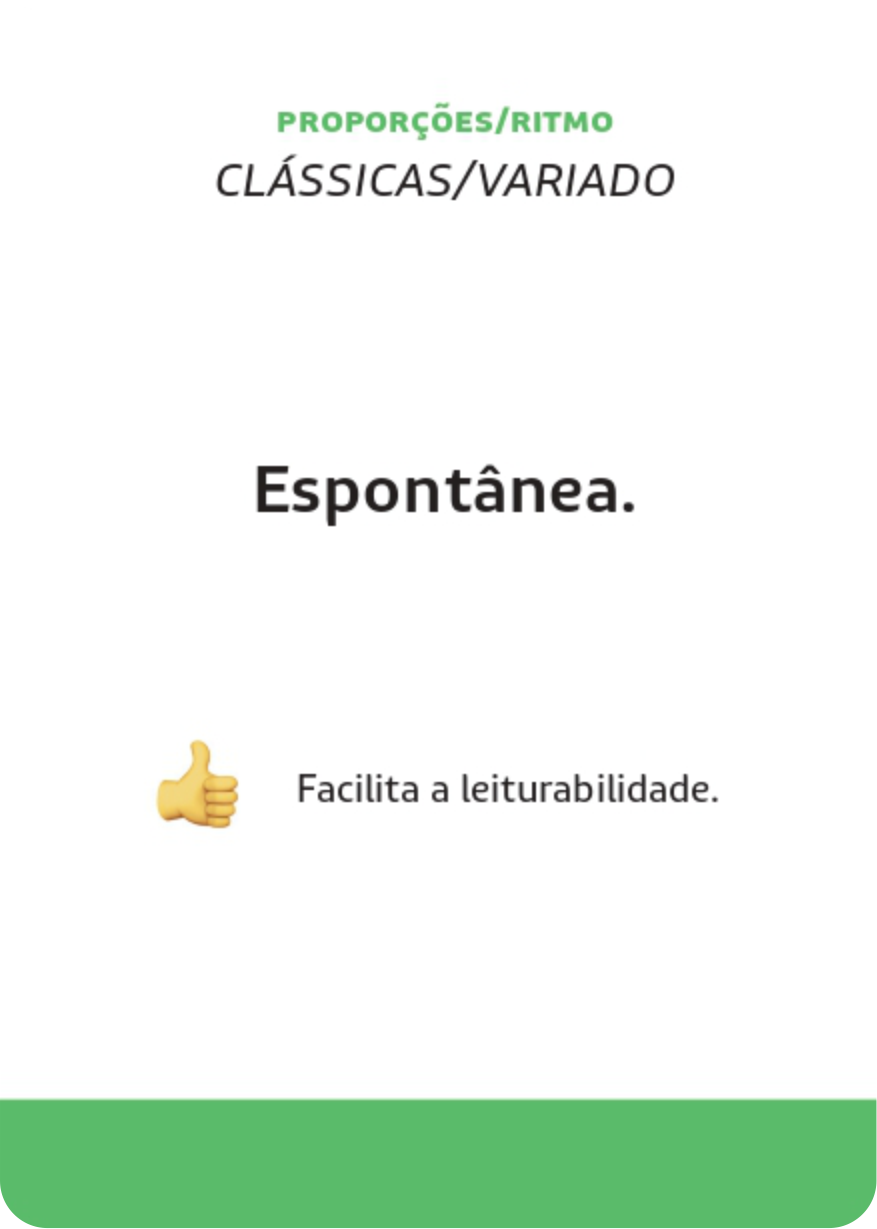 PROPORÇÕES/RITMO
CLÁSSICAS/VARIADO
Espontânea.
Facilita a leiturabilidade.